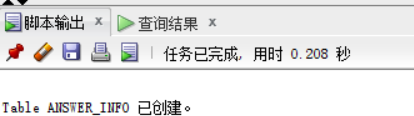 脚本输出 × 查询结果 ×
任务已完成, 用时 0.208 秒
Table ANSWER_INFO 已创建。